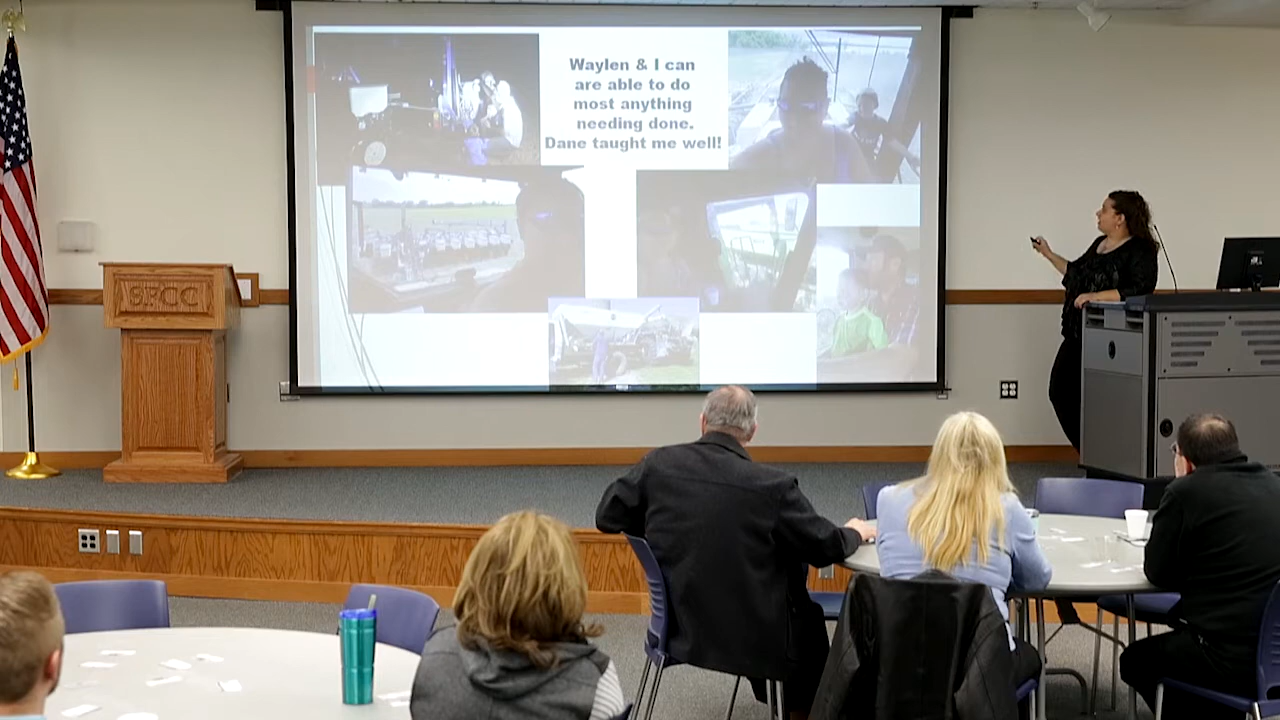 Waylen & I can
are able to do
most anything
needing done.
Dane taught me well!
SFCC